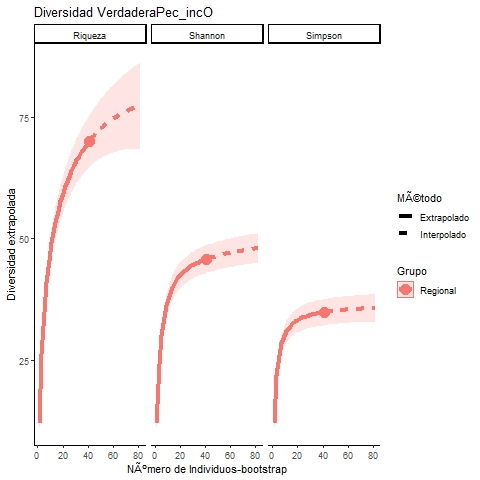 Diversidad VerdaderaPec_incO
Riqueza
Shannon
Simpson
75
50
25
Diversidad extrapolada
0 20 40 60 80
0 20 40 60 80
0 20 40 60 80
NÃºmero de Individuos-bootstrap
MÃ©todo
Extrapolado
Interpolado
Grupo
Regional